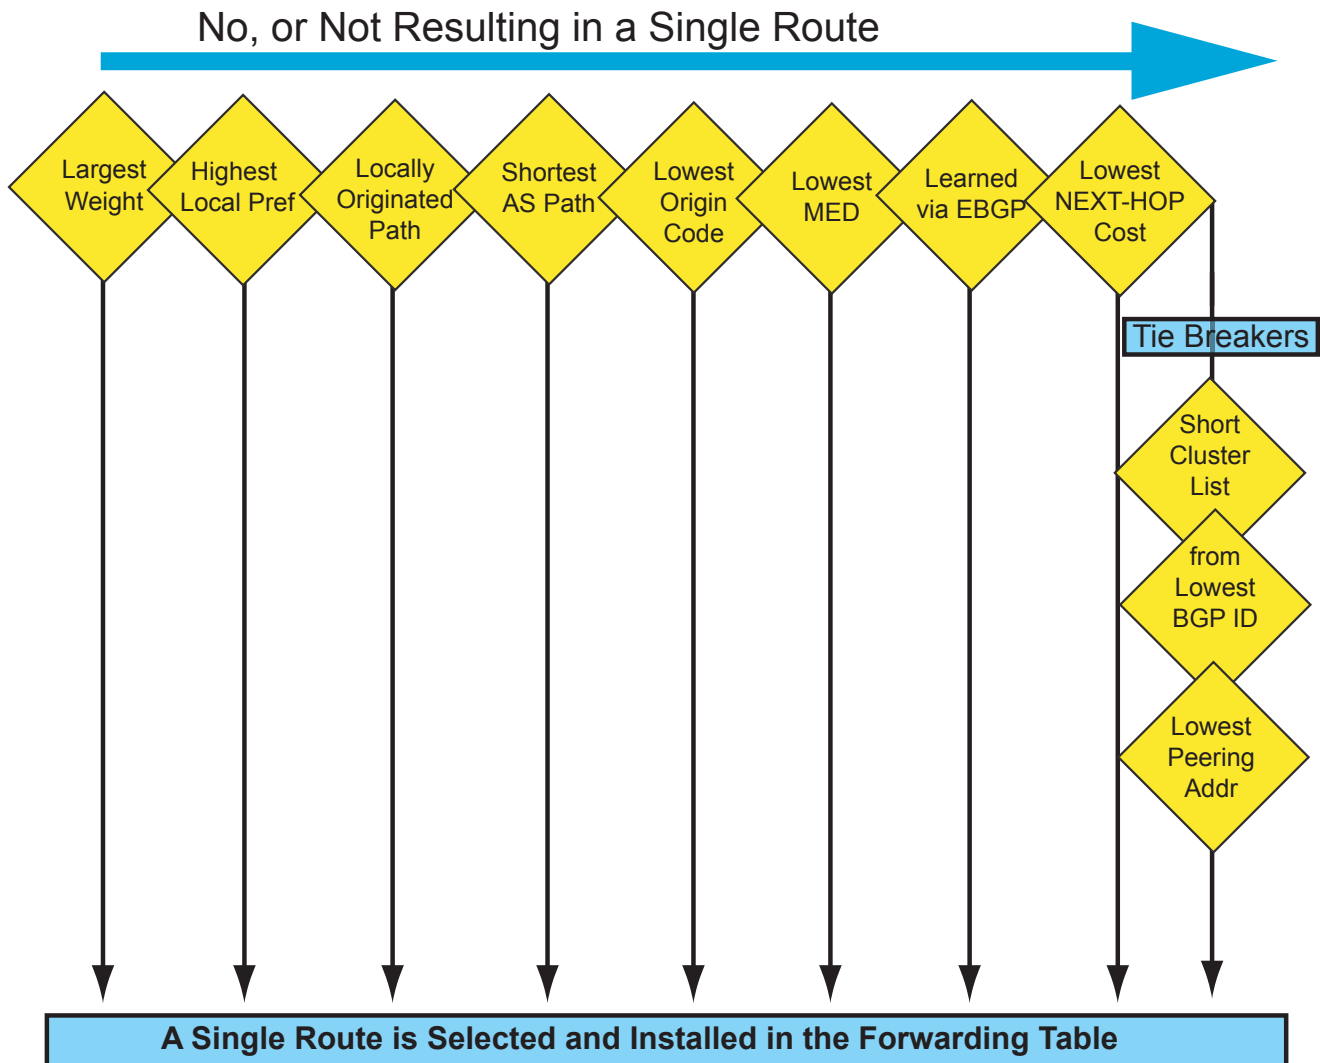 No, or Not Resulting in a Single Route
Largest
Weight
Highest
Local Pref
Locally
Originated
Path
Shortest
AS Path
Lowest
Origin
Code
Lowest
MED
Learned
via EBGP
Lowest
NEXT-HOP
Cost
Tie Breakers
Short
Cluster
List
from
Lowest
BGP ID
Lowest
Peering
Addr
A Single Route is Selected and Installed in the Forwarding Table